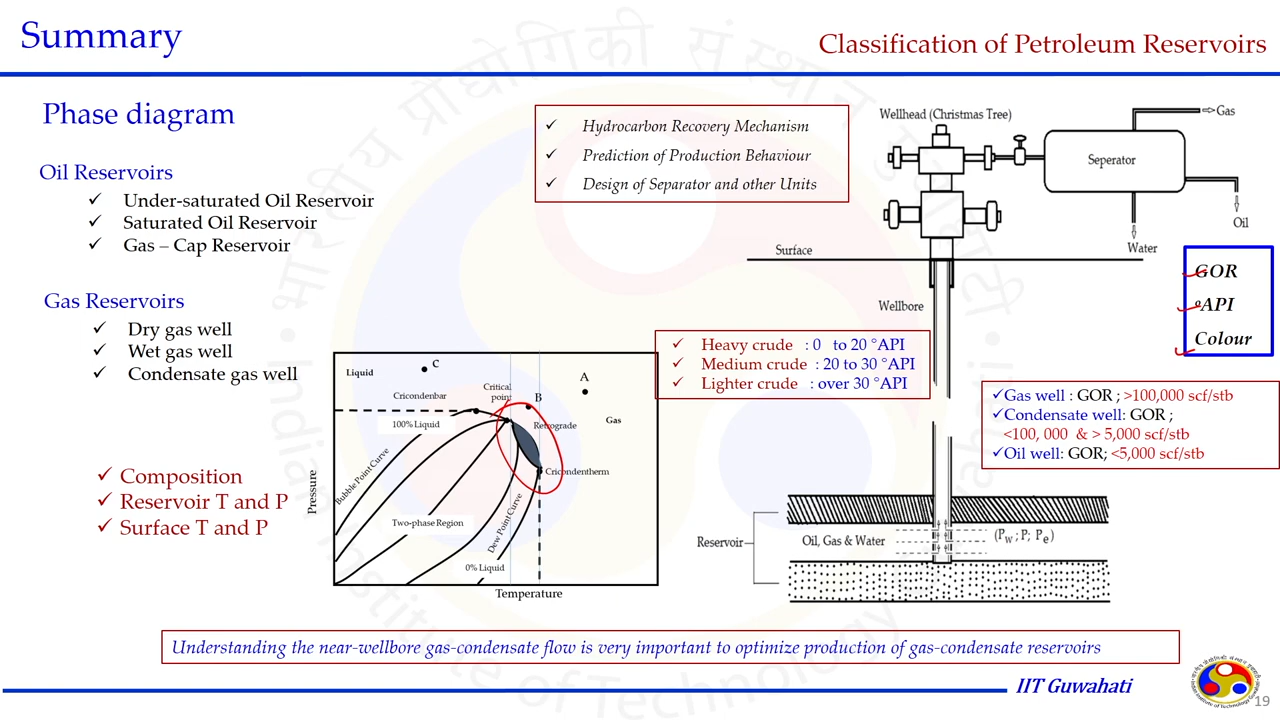 Summary
Classification of Petroleum Reservoirs
Phase diagram
Oil Reservoirs
✓ Under-saturated Oil Reservoir
✓ Saturated Oil Reservoir
✓ Gas – Cap Reservoir
Gas Reservoirs
✓ Dry gas well
✓ Wet gas well
✓ Condensate gas well
✓ Composition
✓ Reservoir T and P
✓ Surface T and P
✓ Hydrocarbon Recovery Mechanism
✓ Prediction of Production Behaviour
✓ Design of Separator and other Units
Wellhead (Christmas Tree)
Gas
Seperator
Oil
Water
Surface
Wellbore
GOR
°API
Colour
✓ Heavy crude : 0 to 20 °API
✓ Medium crude : 20 to 30 °API
✓ Lighter crude : over 30 °API
✓Gas well : GOR ; >100,000 scf/stb
✓Condensate well: GOR ;
<100, 000 & > 5,000 scf/stb
✓Oil well: GOR; <5,000 scf/stb
Liquid
C
A
Cricondenbar
Critical
point
B
100% Liquid
Retrograde
Gas
Cricondentherm
Bubble Point Curve
Pressure
Two-phase Region
Dew Point Curve
0% Liquid
Temperature
Reservoir
Oil, Gas & Water
(Pw ; P; Pe)
Understanding the near-wellbore gas-condensate flow is very important to optimize production of gas-condensate reservoirs
IIT Guwahati
19
भारतीय प्रौद्योगिकी संस्थान गुवाहाटी
Indian Institute of Technology